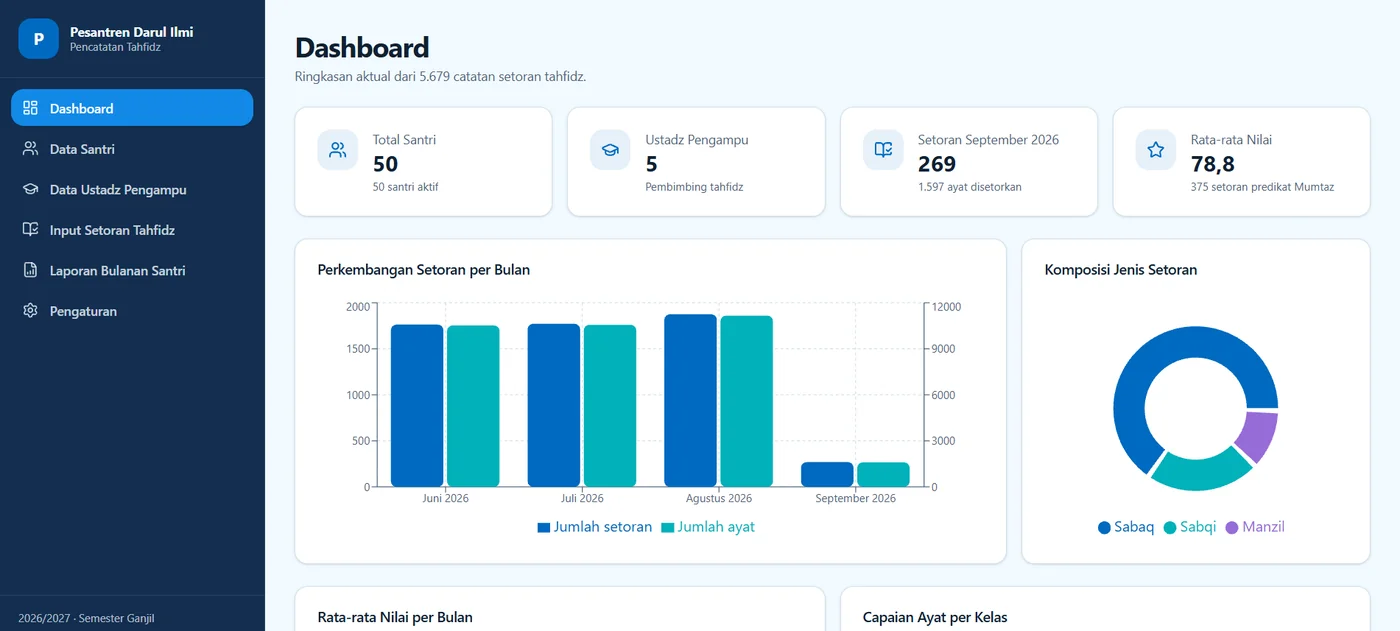 P
Pesantren Darul Ilmi
Pencatatan Tahfidz
Dashboard
Data Santri
Data Ustadz Pengampu
Input Setoran Tahfidz
Laporan Bulanan Santri
Pengaturan
2026/2027 · Semester Ganjil
Dashboard
Ringkasan aktual dari 5.679 catatan setoran tahfidz.
Total Santri
50
50 santri aktif
Ustadz Pengampu
5
Pembimbing tahfidz
Setoran September 2026
269
1.597 ayat disetorkan
Rata-rata Nilai
78,8
375 setoran predikat Mumtaz
Perkembangan Setoran per Bulan
2000
1500
1000
500
0
12000
9000
6000
3000
0
Juni 2026 Juli 2026 Agustus 2026 September 2026
Jumlah setoran Jumlah ayat
Komposisi Jenis Setoran
Sabaq Sabqi Manzil
Rata-rata Nilai per Bulan
Capaian Ayat per Kelas